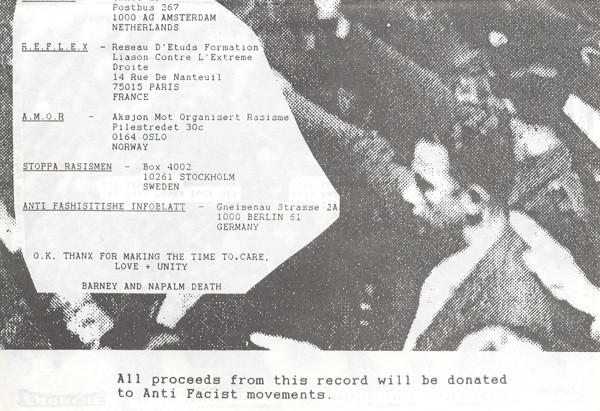 Postbus 267
1000 AG AMSTERDAM
NETHERLANDS
R.E.F.L.E.X - Reseau D'Etuds Formation
Liason Contre L'Extreme
Droite
14 Rue De Nanteuil
75015 PARIS
FRANCE
A.M.O.R - Aksjon Mot Organisert Rasisme
Pilestredet 30c
0164 OSLO
NORWAY
STOPPA RASISMEN - Box 4002
10261 STOCKHOLM
SWEDEN
ANTI FASHISITISHE INFOBLATT - Gneisenau Strasse 2A
1000 BERLIN 61
GERMANY
O.K. THANX FOR MAKING THE TIME TO.CARE.
LOVE + UNITY
BARNEY AND NAPALM DEATH
All proceeds from this record will be donated
to Anti Facist movements.